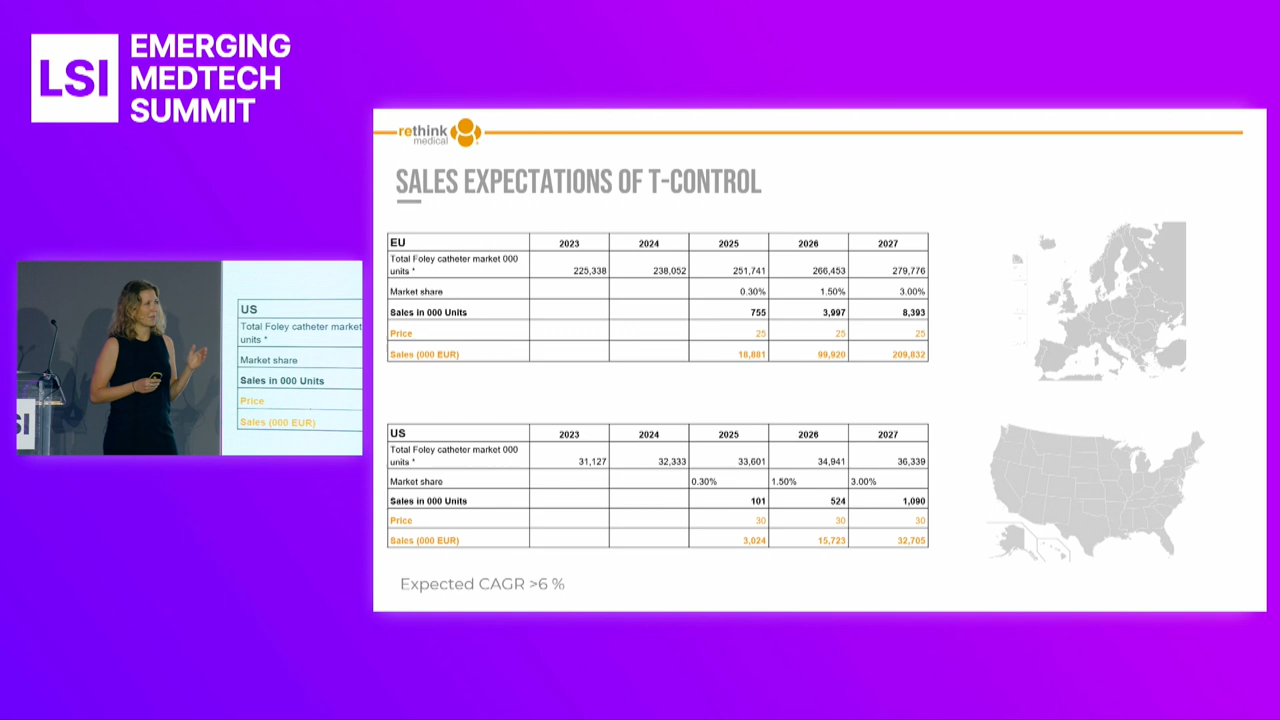 LSI
EMERGING
MEDTECH
SUMMIT
rethink
medical
SALES EXPECTATIONS OF T-CONTROL
EU 2023 2024 2025 2026 2027
Total Foley catheter market 000
units * 225,338 238,052 251,741 266,453 279,776
Market share 0.30% 1.50% 3.00%
Sales in 000 Units 755 3,997 8,393
Price 25 25 25
Sales (000 EUR) 18,881 99,920 209,832
US 2023 2024 2025 2026 2027
Total Foley catheter market 000
units * 31,127 32,333 33,601 34,941 36,339
Market share 0.30% 1.50% 3.00%
Sales in 000 Units 101 524 1,090
Price 30 30 30
Sales (000 EUR) 3,024 15,723 32,705
Expected CAGR >6 %
US
Total Foley catheter market
units *
Market share
Sales in 000 Units
Price
Sales (000 EUR)
SI